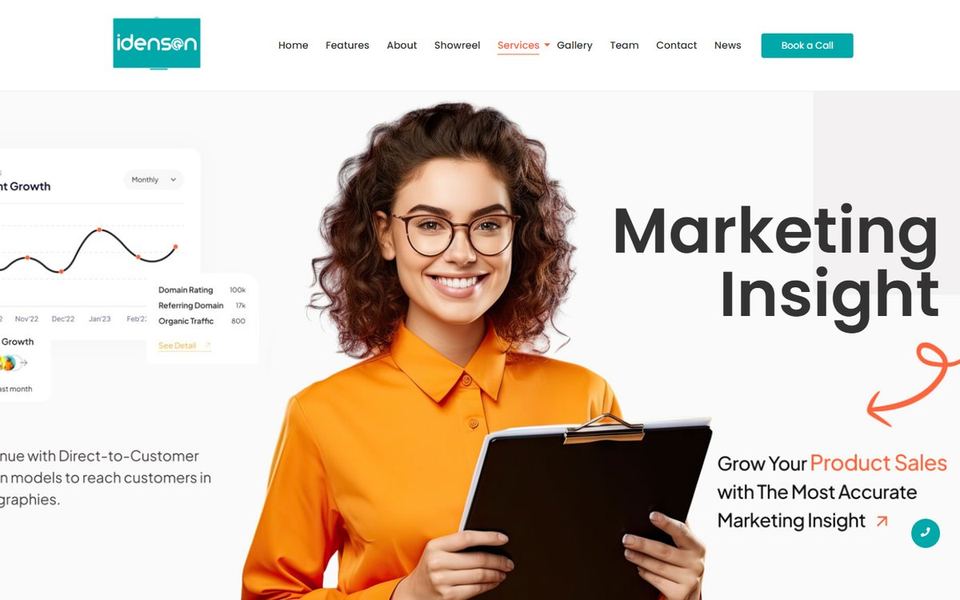 idenson
Home Features About Showreel Services Gallery Team Contact News Book a Call
nt Growth
Monthly
Nov'22 Dec'22 Jan'23 Feb'2
Domain Rating 100k
Referring Domain 17k
Organic Traffic 800
See Detail
Growth
ast month
Marketing
Insight
nue with Direct-to-Customer
n models to reach customers in
graphies.
Grow Your Product Sales
with The Most Accurate
Marketing Insight